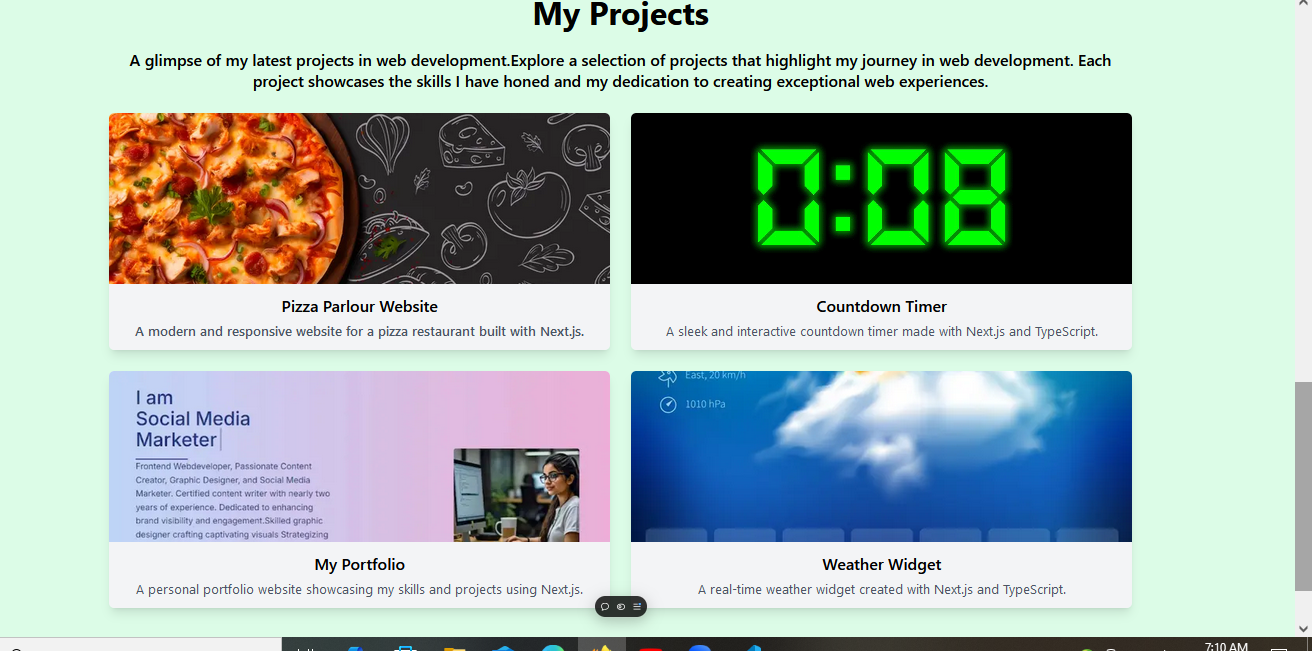 My Projects
A glimpse of my latest projects in web development.Explore a selection of projects that highlight my journey in web development. Each
project showcases the skills I have honed and my dedication to creating exceptional web experiences.
0:08
Pizza Parlour Website
A modern and responsive website for a pizza restaurant built with Next.js.
Countdown Timer
A sleek and interactive countdown timer made with Next.js and TypeScript.
I am
Social Media
Marketer
Frontend Webdeveloper, Passionate Content
Creator, Graphic Designer, and Social Media
Marketer. Certified content writer with nearly two
years of experience. Dedicated to enhancing
brand visibility and engagement.Skilled graphic
designer crafting captivating visuals Strategizing
East, 20 km/h
1010 hPa
My Portfolio
A personal portfolio website showcasing my skills and projects using Next.js.
Weather Widget
A real-time weather widget created with Next.js and TypeScript.
7:10 AM